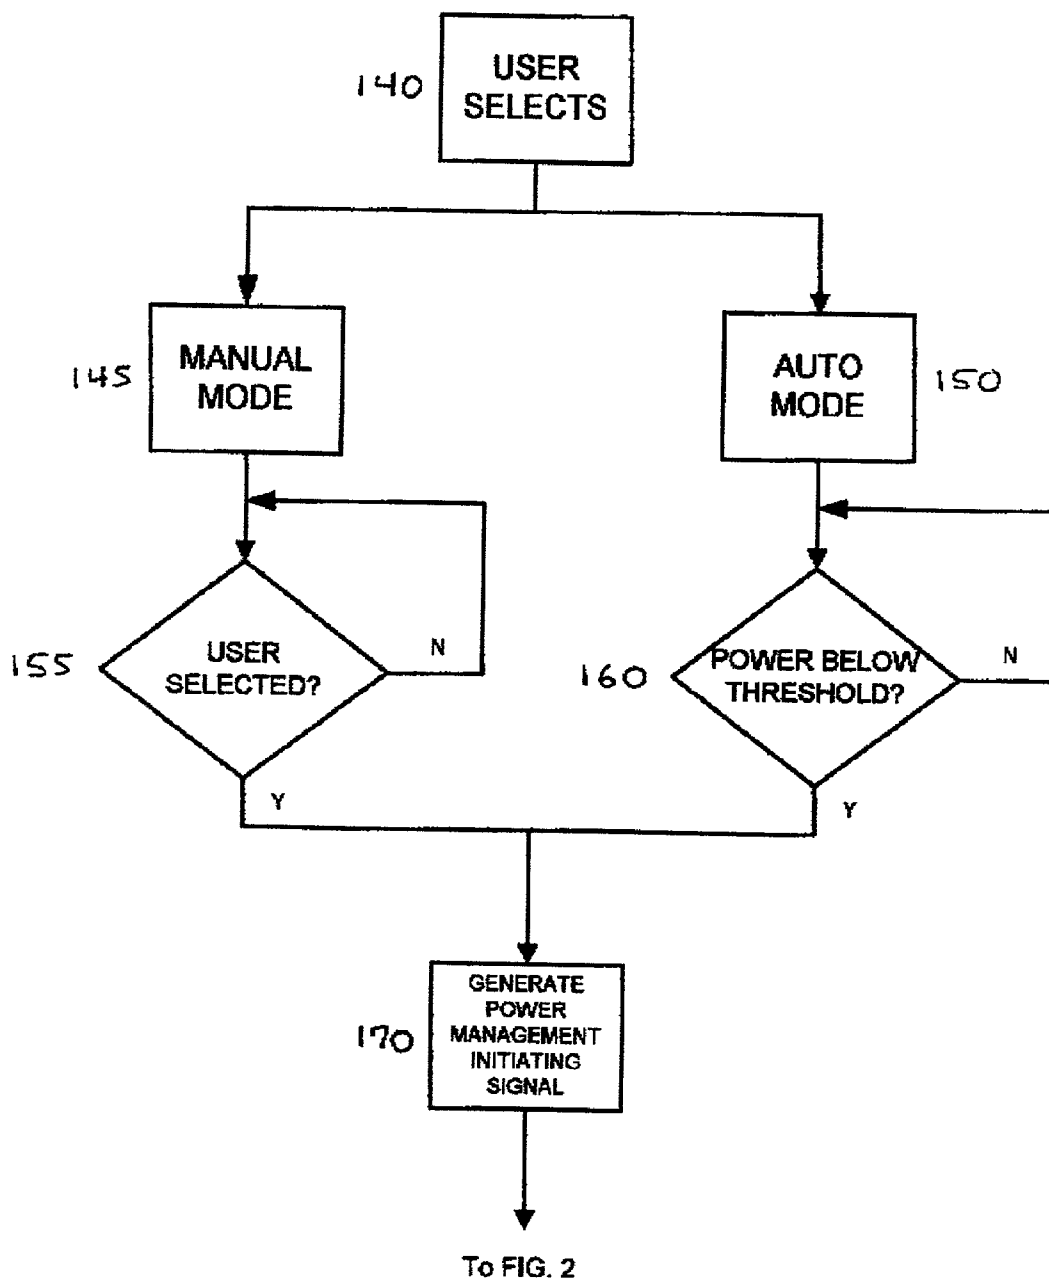 140
USER
SELECTS
145
MANUAL
MODE
AUTO
MODE
150
155
USER
SELECTED?
N
Y
160
POWER BELOW
THRESHOLD?
N
Y
170
GENERATE
POWER
MANAGEMENT
INITIATING
SIGNAL
To FIG. 2